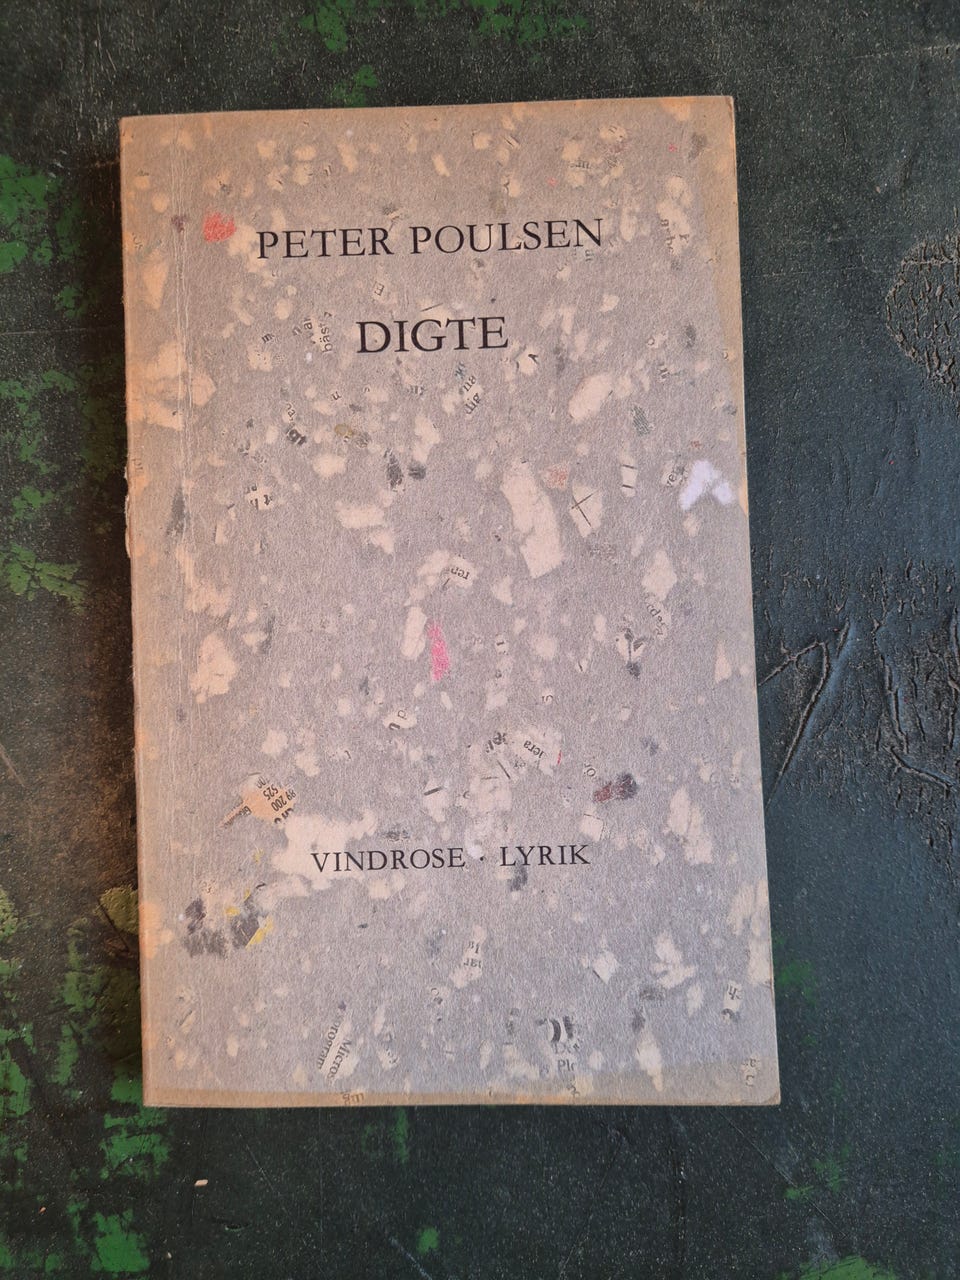 PETER POULSEN
DIGTE
VINDROSE · LYRIK